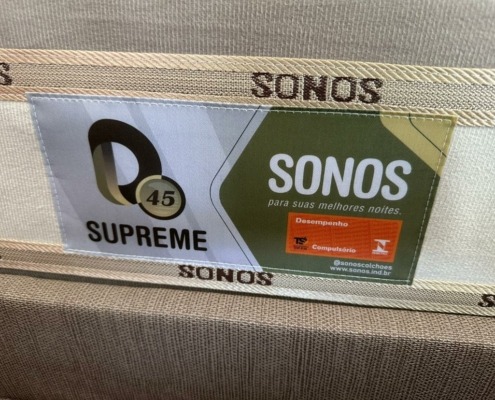 SONOS
D
45
SUPREME
SONOS
para suas melhores noites.
Desempenho
Compulsório
@sonoscolchoes
www.sonos.ind.br
SONOS